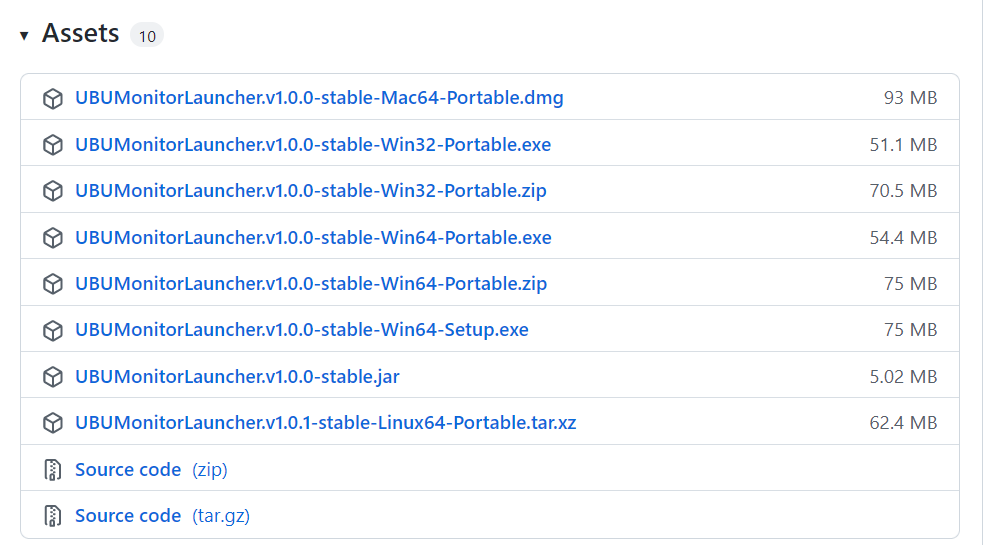 Assets 10
UBUMonitorLauncher.v1.0.0-stable-Mac64-Portable.dmg 93 MB
UBUMonitorLauncher.v1.0.0-stable-Win32-Portable.exe 51.1 MB
UBUMonitorLauncher.v1.0.0-stable-Win32-Portable.zip 70.5 MB
UBUMonitorLauncher.v1.0.0-stable-Win64-Portable.exe 54.4 MB
UBUMonitorLauncher.v1.0.0-stable-Win64-Portable.zip 75 MB
UBUMonitorLauncher.v1.0.0-stable-Win64-Setup.exe 75 MB
UBUMonitorLauncher.v1.0.0-stable.jar 5.02 MB
UBUMonitorLauncher.v1.0.1-stable-Linux64-Portable.tar.xz 62.4 MB
Source code (zip)
Source code (tar.gz)